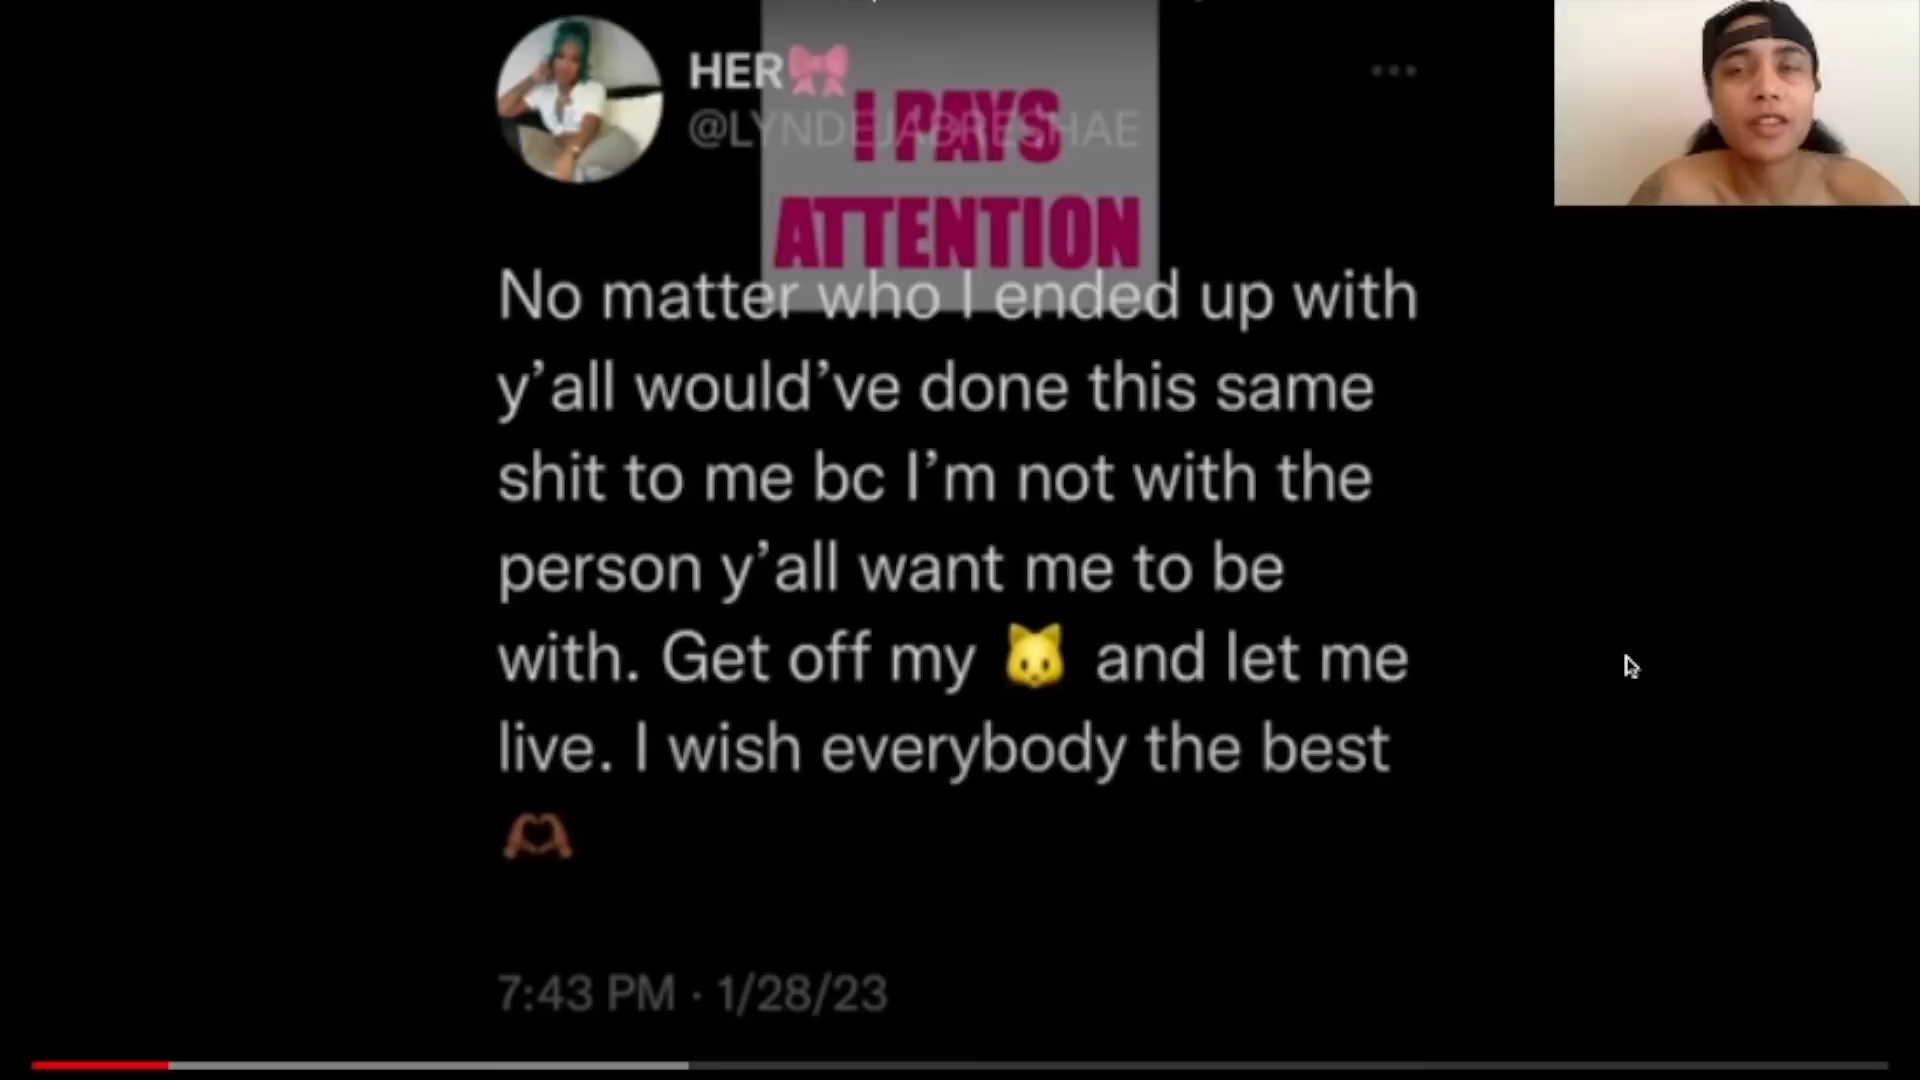 HER🎀
@LYNDEJABRESHAE
I PAYS
ATTENTION
No matter who I ended up with
y’all would’ve done this same
shit to me bc I’m not with the
person y’all want me to be
with. Get off my 🐱 and let me
live. I wish everybody the best
🫶🏾
7:43 PM · 1/28/23